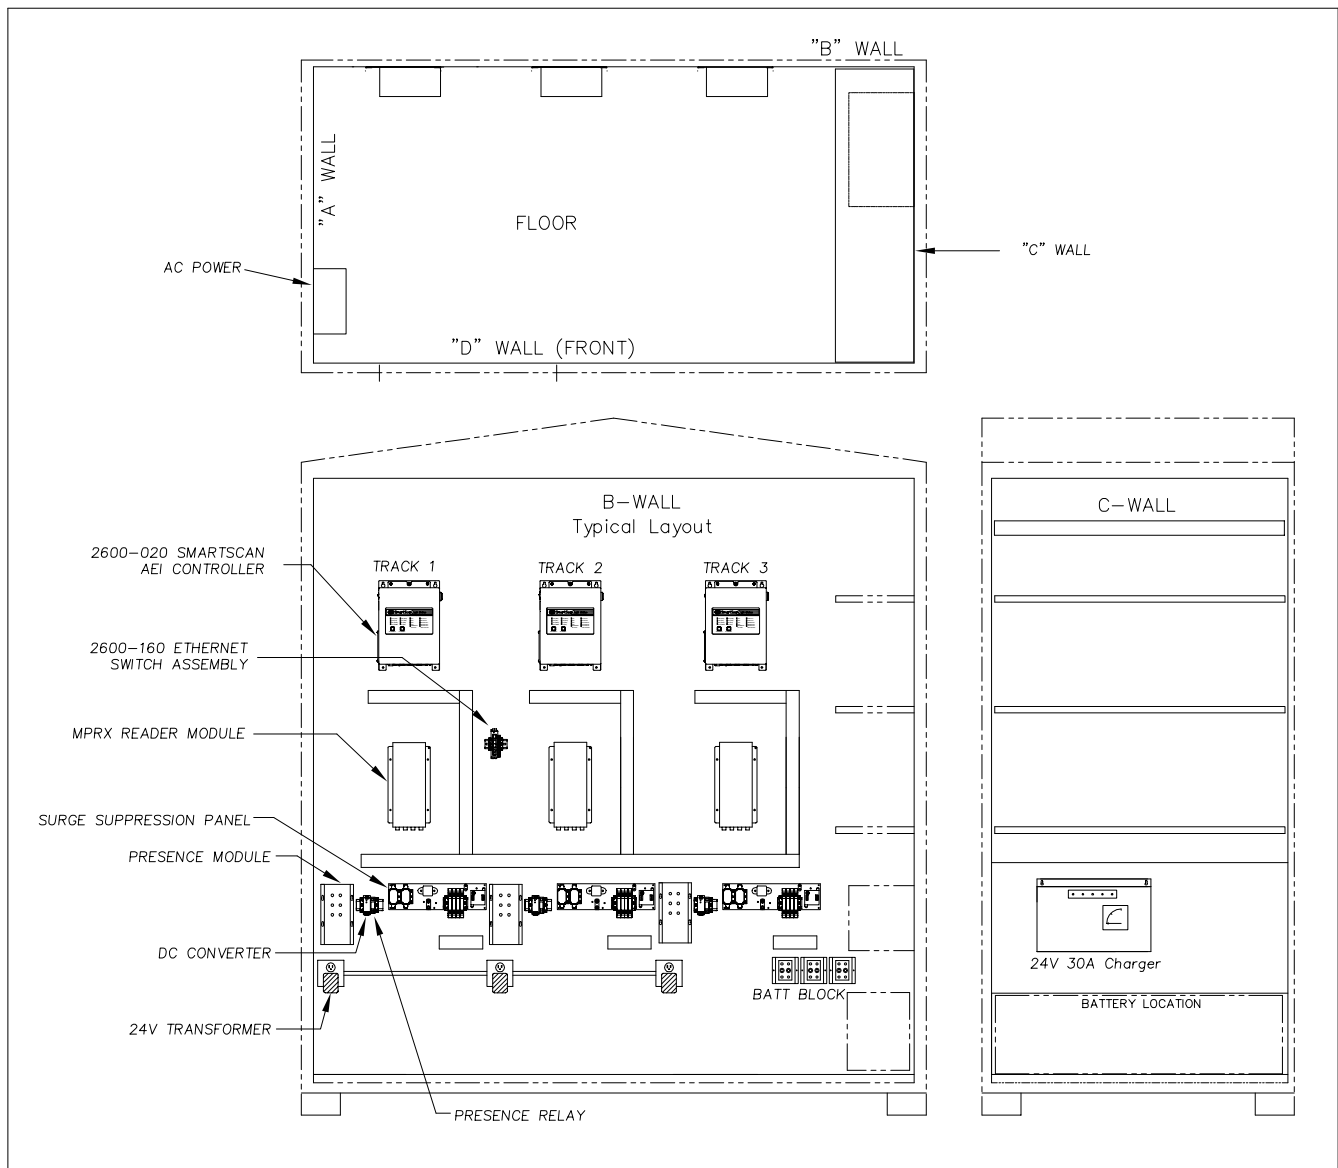 "B" WALL
"A" WALL
FLOOR
"C" WALL
AC POWER
"D" WALL (FRONT)
B-WALL
Typical Layout
C-WALL
2600-020 SMARTSCAN
AEI CONTROLLER
TRACK 1
TRACK 2
TRACK 3
2600-160 ETHERNET
SWITCH ASSEMBLY
MPRX READER MODULE
SURGE SUPPRESSION PANEL
PRESENCE MODULE
DC CONVERTER
24V 30A Charger
BATT BLOCK
BATTERY LOCATION
24V TRANSFORMER
PRESENCE RELAY